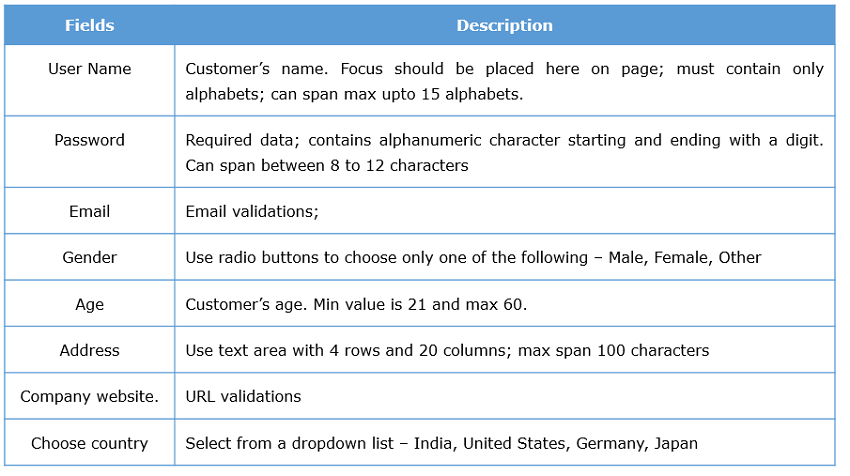 Fields Description
User Name Customer’s name. Focus should be placed here on page; must contain only
alphabets; can span max upto 15 alphabets.
Password Required data; contains alphanumeric character starting and ending with a digit.
Can span between 8 to 12 characters
Email Email validations;
Gender Use radio buttons to choose only one of the following – Male, Female, Other
Age Customer’s age. Min value is 21 and max 60.
Address Use text area with 4 rows and 20 columns; max span 100 characters
Company website. URL validations
Choose country Select from a dropdown list – India, United States, Germany, Japan